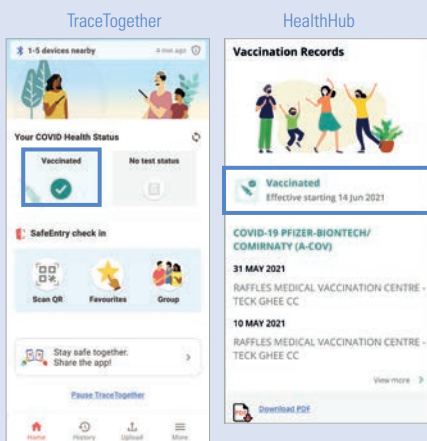 TraceTogether
1-5 devices nearby
4 min ago
Your COVID Health Status
Vaccinated
No test status
SafeEntry check in
Scan QR
Favourites
Group
Stay safe together.
Share the app!
Pause TraceTogether
Home
History
Upload
More
HealthHub
Vaccination Records
Vaccinated
Effective starting 14 Jun 2021
COVID-19 PFIZER-BIONTECH/
COMIRNATY (A-COV)
31 MAY 2021
RAFFLES MEDICAL VACCINATION CENTRE -
TECK GHEE CC
10 MAY 2021
RAFFLES MEDICAL VACCINATION CENTRE -
TECK GHEE CC
View more
Download PDF